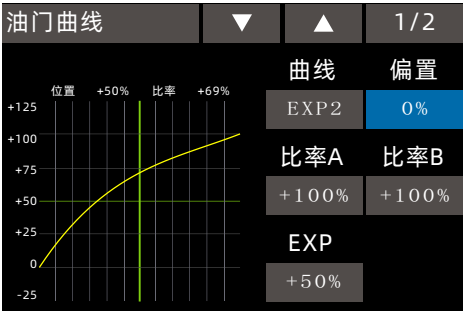 油门曲线 ▼ ▲ 1/2
曲线 偏置
位置 +50% 比率 +69%
EXP2 0%
+125
+100
比率A 比率B
+75
+100% +100%
+50
+25
EXP
0
+50%
-25